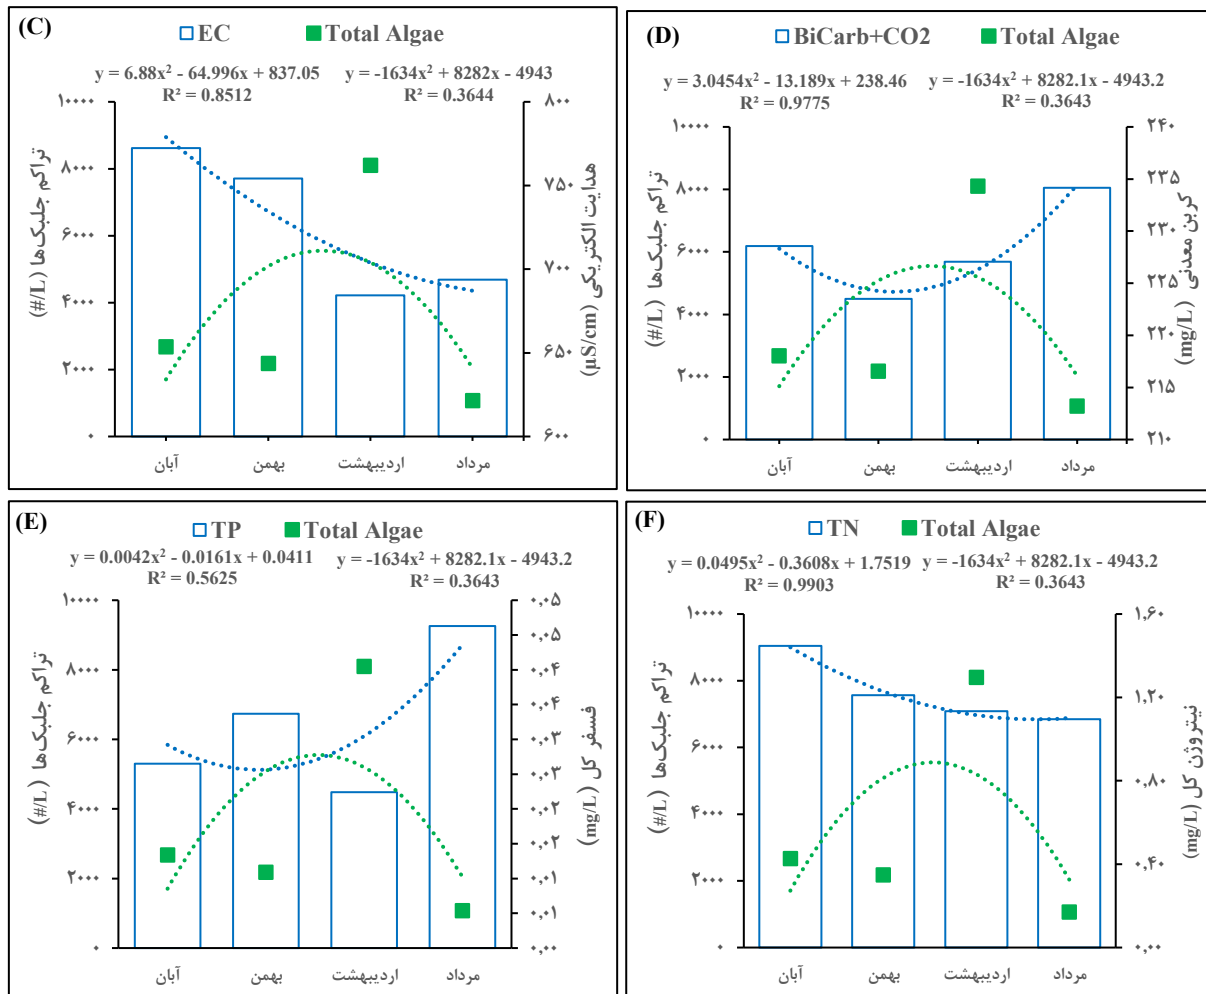 (C)
EC Total Algae
y = 6.88x² - 64.996x + 837.05 y = -1634x² + 8282x - 4943
R² = 0.8512 R² = 0.3644
تراکم جلبک‌ها (#/L)
۱۰۰۰۰
۸۰۰۰
۶۰۰۰
۴۰۰۰
۲۰۰۰
۰
۸۰۰
۷۵۰
۷۰۰
۶۵۰
۶۰۰
هدایت الکتریکی (µS/cm)
آبان بهمن اردیبهشت مرداد
(D)
BiCarb+CO2 Total Algae
y = 3.0454x² - 13.189x + 238.46 y = -1634x² + 8282.1x - 4943.2
R² = 0.9775 R² = 0.3643
تراکم جلبک‌ها (#/L)
۱۰۰۰۰
۸۰۰۰
۶۰۰۰
۴۰۰۰
۲۰۰۰
۰
۲۴۰
۲۳۵
۲۳۰
۲۲۵
۲۲۰
۲۱۵
۲۱۰
کربن معدنی (mg/L)
آبان بهمن اردیبهشت مرداد
(E)
TP Total Algae
y = 0.0042x² - 0.0161x + 0.0411 y = -1634x² + 8282.1x - 4943.2
R² = 0.5625 R² = 0.3643
تراکم جلبک‌ها (#/L)
۱۰۰۰۰
۸۰۰۰
۶۰۰۰
۴۰۰۰
۲۰۰۰
۰
۰,۰۵
۰,۰۵
۰,۰۴
۰,۰۴
۰,۰۳
۰,۰۳
۰,۰۲
۰,۰۲
۰,۰۱
۰,۰۱
۰,۰۰
فسفر کل (mg/L)
آبان بهمن اردیبهشت مرداد
(F)
TN Total Algae
y = 0.0495x² - 0.3608x + 1.7519 y = -1634x² + 8282.1x - 4943.2
R² = 0.9903 R² = 0.3643
تراکم جلبک‌ها (#/L)
۱۰۰۰۰
۸۰۰۰
۶۰۰۰
۴۰۰۰
۲۰۰۰
۰
۱,۶۰
۱,۲۰
۰,۸۰
۰,۴۰
۰,۰۰
نیتروژن کل (mg/L)
آبان بهمن اردیبهشت مرداد